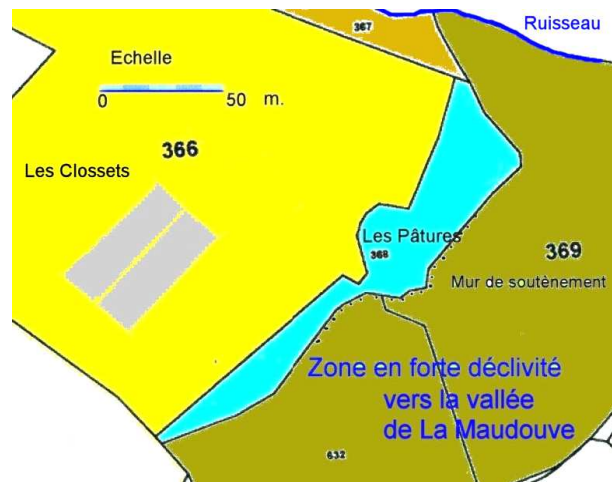 Ruisseau
367
Echelle
0 50 m.
366
Les Clossets
Les Pâtures
368
369
Mur de soutènement
Zone en forte déclivité
vers la vallée
de La Maudouve
632